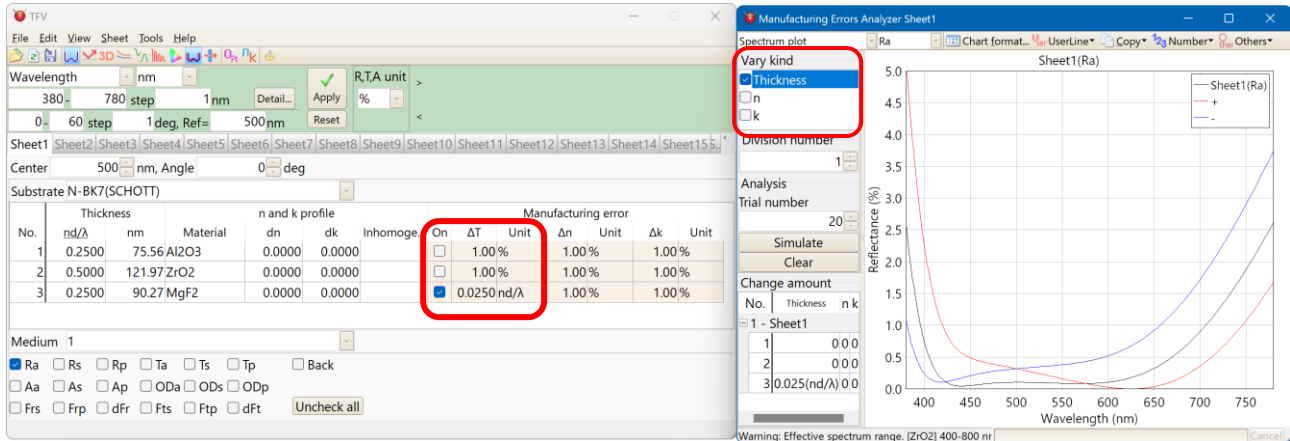 TFV
File Edit View Sheet Tools Help
3D Op nk
Wavelength nm
380 - 780 step 1 nm Detail... Apply
0 - 60 step 1 deg, Ref= 500 nm Reset
R,T,A unit >
% <
Sheet1 Sheet2 Sheet3 Sheet4 Sheet5 Sheet6 Sheet7 Sheet8 Sheet9 Sheet10 Sheet11 Sheet12 Sheet13 Sheet14 Sheet15 S...
Center 500 nm, Angle 0 deg
Substrate N-BK7(SCHOTT)
Thickness n and k profile Manufacturing error
No. nd/λ nm Material dn dk Inhomoge. On ΔT Unit Δn Unit Δk Unit
1 0.2500 75.56 Al2O3 0.0000 0.0000 1.00 % 1.00 % 1.00 %
2 0.5000 121.97 ZrO2 0.0000 0.0000 1.00 % 1.00 % 1.00 %
3 0.2500 90.27 MgF2 0.0000 0.0000 0.0250 nd/λ 1.00 % 1.00 %
Medium 1
Ra Rs Rp Ta Ts Tp Back
Aa As Ap ODa ODs ODp
Frs Frp dFr Fts Ftp dFt Uncheck all
Manufacturing Errors Analyzer Sheet1
Spectrum plot Ra Chart format... UserLine Copy Number Others
Vary kind
Thickness
n
k
Division number
1
Analysis
Trial number
20
Simulate
Clear
Change amount
No. Thickness n k
1 - Sheet1
1 0 0 0
2 0 0 0
3 0.025(nd/λ) 0 0
Sheet1(Ra)
Sheet1(Ra)
+
-
Reflectance (%)
5.0
4.5
4.0
3.5
3.0
2.5
2.0
1.5
1.0
0.5
0.0
400 450 500 550 600 650 700 750
Wavelength (nm)
Warning: Effective spectrum range. [ZrO2] 400-800 nr
Cancel